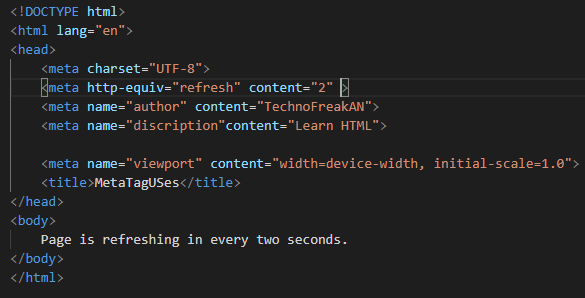 <!DOCTYPE html>
<html lang="en">
<head>
    <meta charset="UTF-8">
    <meta http-equiv="refresh" content="2" >
    <meta name="author" content="TechnoFreakAN">
    <meta name="discription"content="Learn HTML">

    <meta name="viewport" content="width=device-width, initial-scale=1.0">
    <title>MetaTagUSes</title>
</head>
<body>
    Page is refreshing in every two seconds.
</body>
</html>